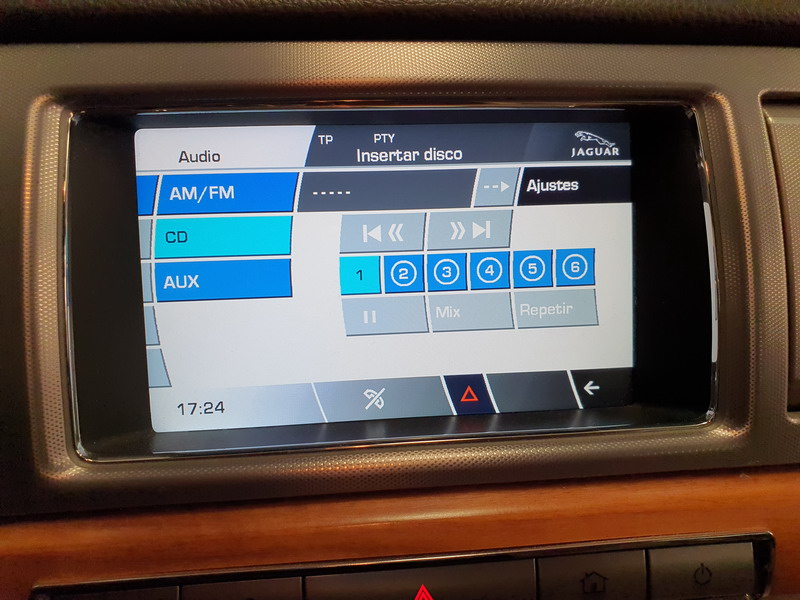 Audio
TP PTY
Insertar disco
JAGUAR
AM/FM
-----
Ajustes
CD
1 2 3 4 5 6
AUX
Mix
Repetir
17:24